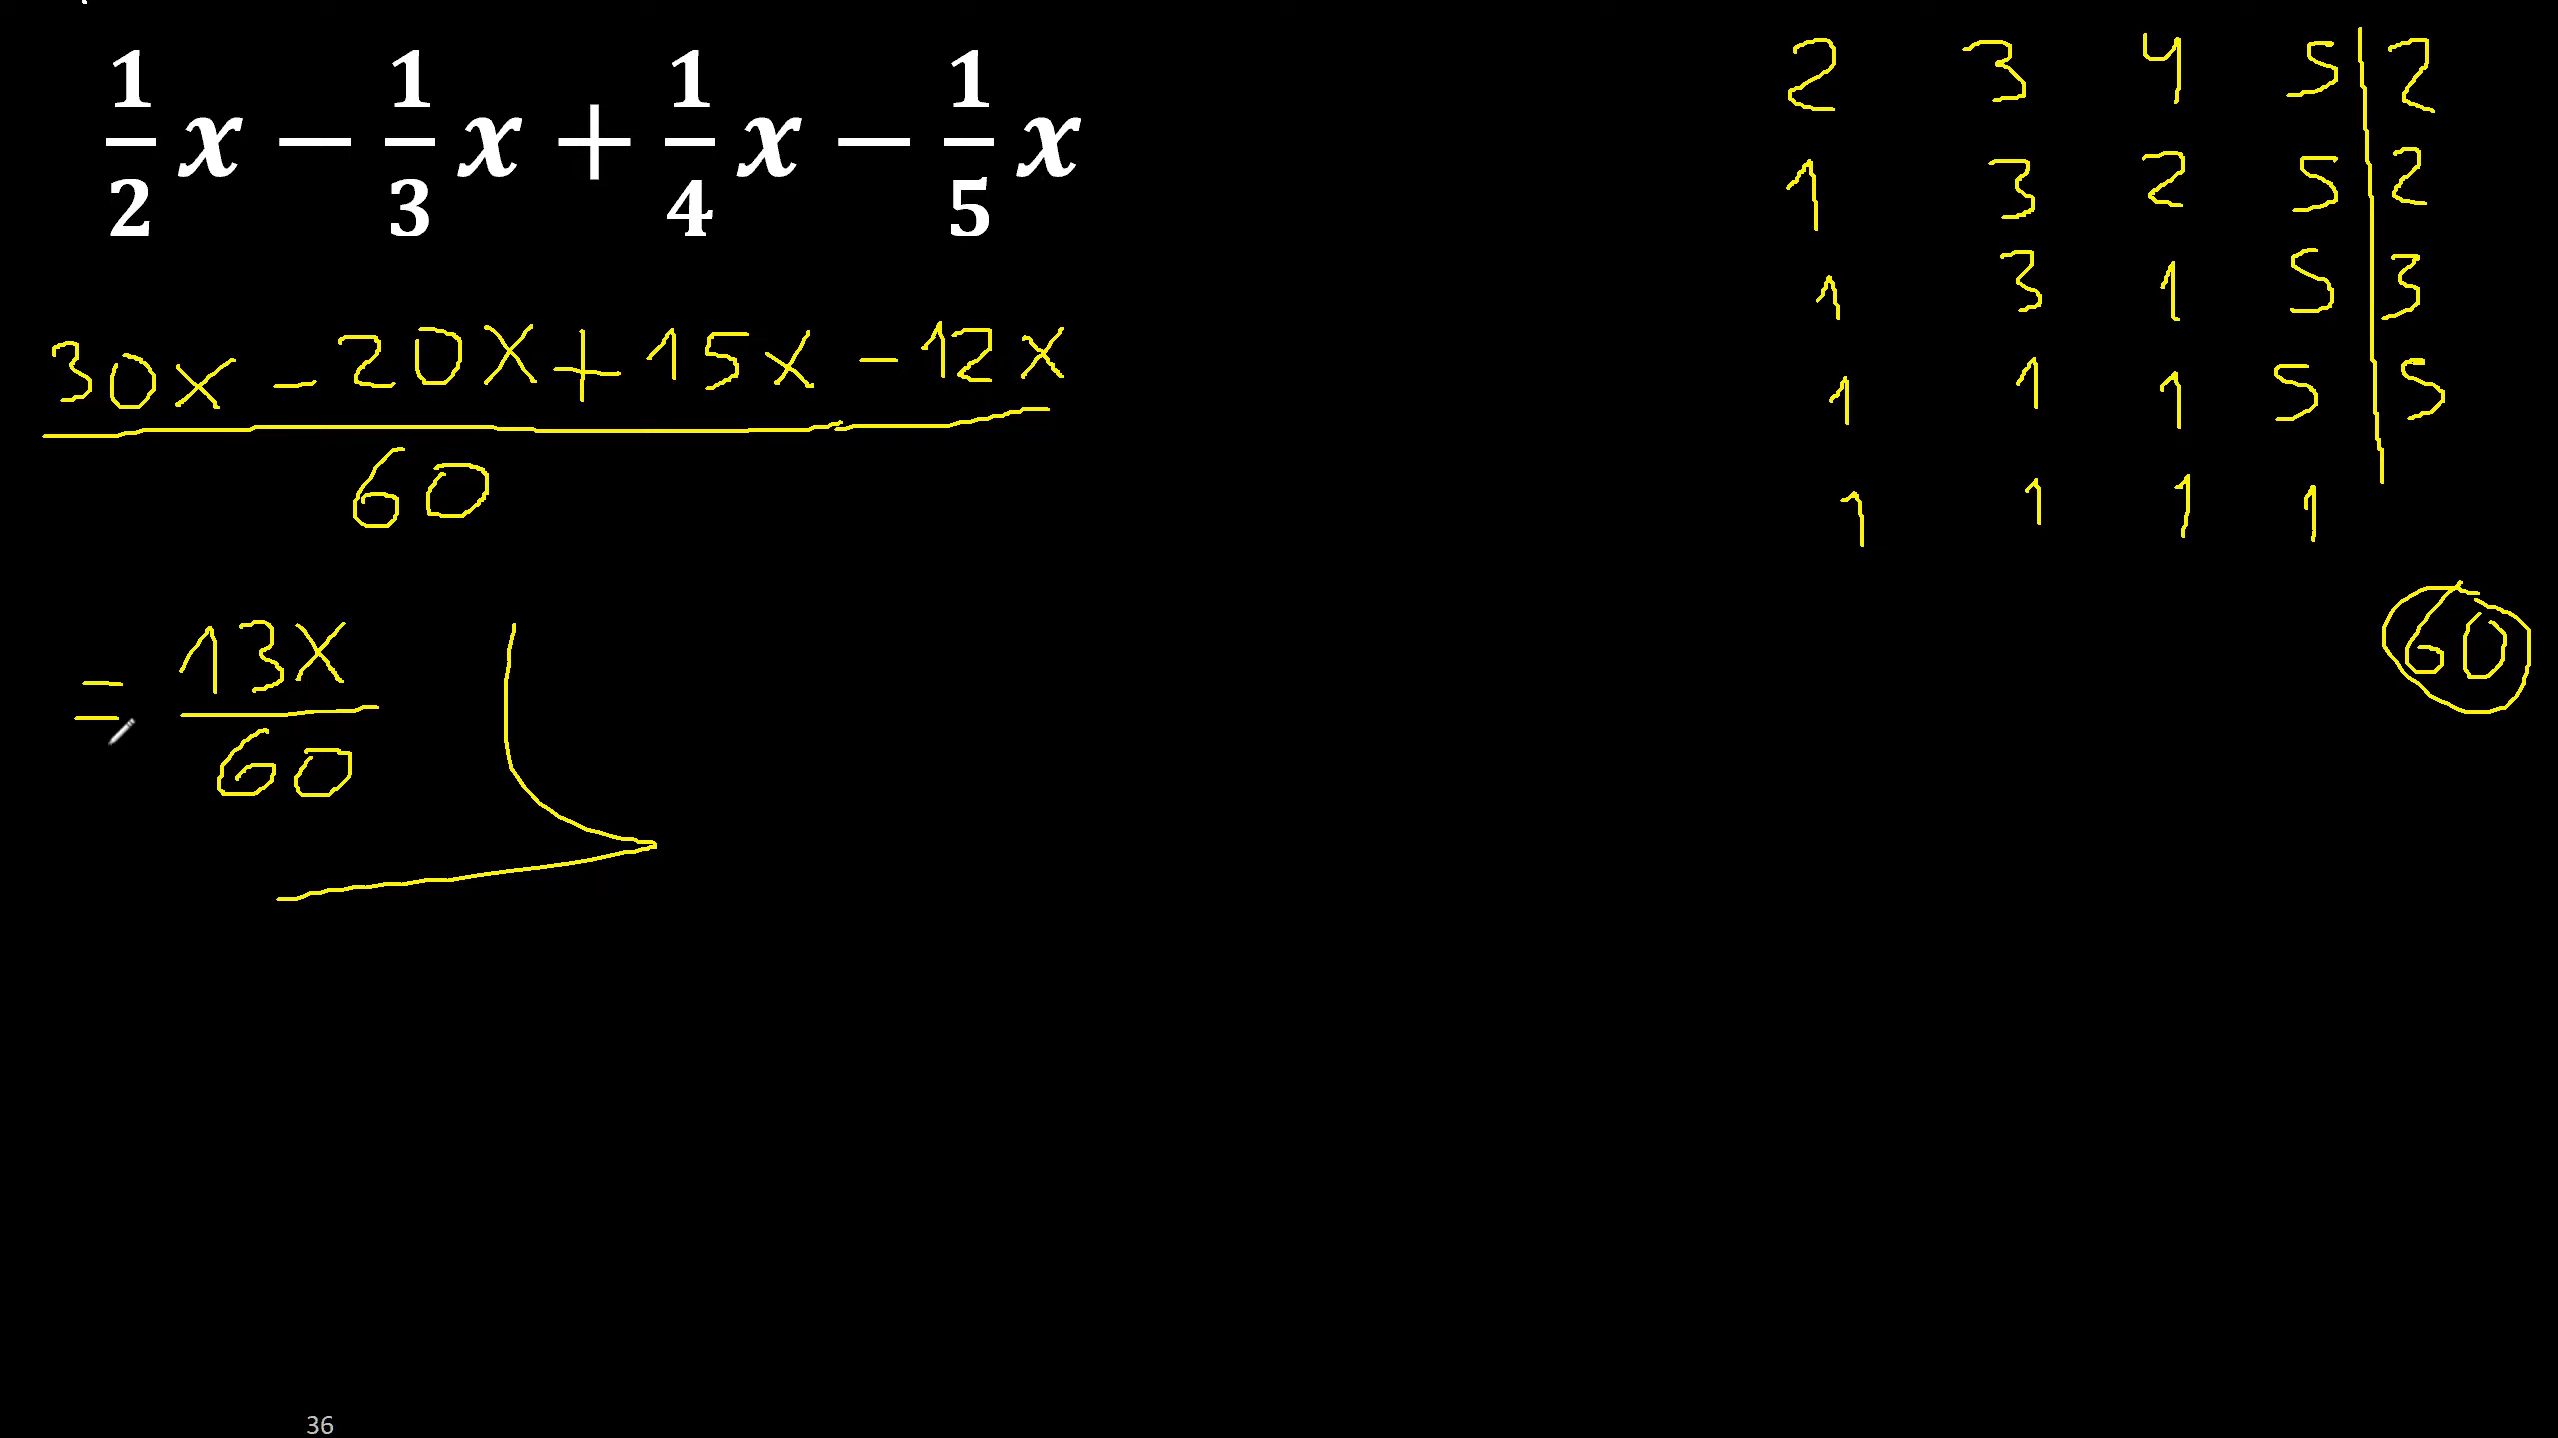 1/2 x − 1/3 x + 1/4 x − 1/5 x
30x - 20x + 15x - 12x
60
= 13x/60
2 3 4 5 | 2
1 3 2 5 | 2
1 3 1 5 | 3
1 1 1 5 | 5
1 1 1 1
60
36